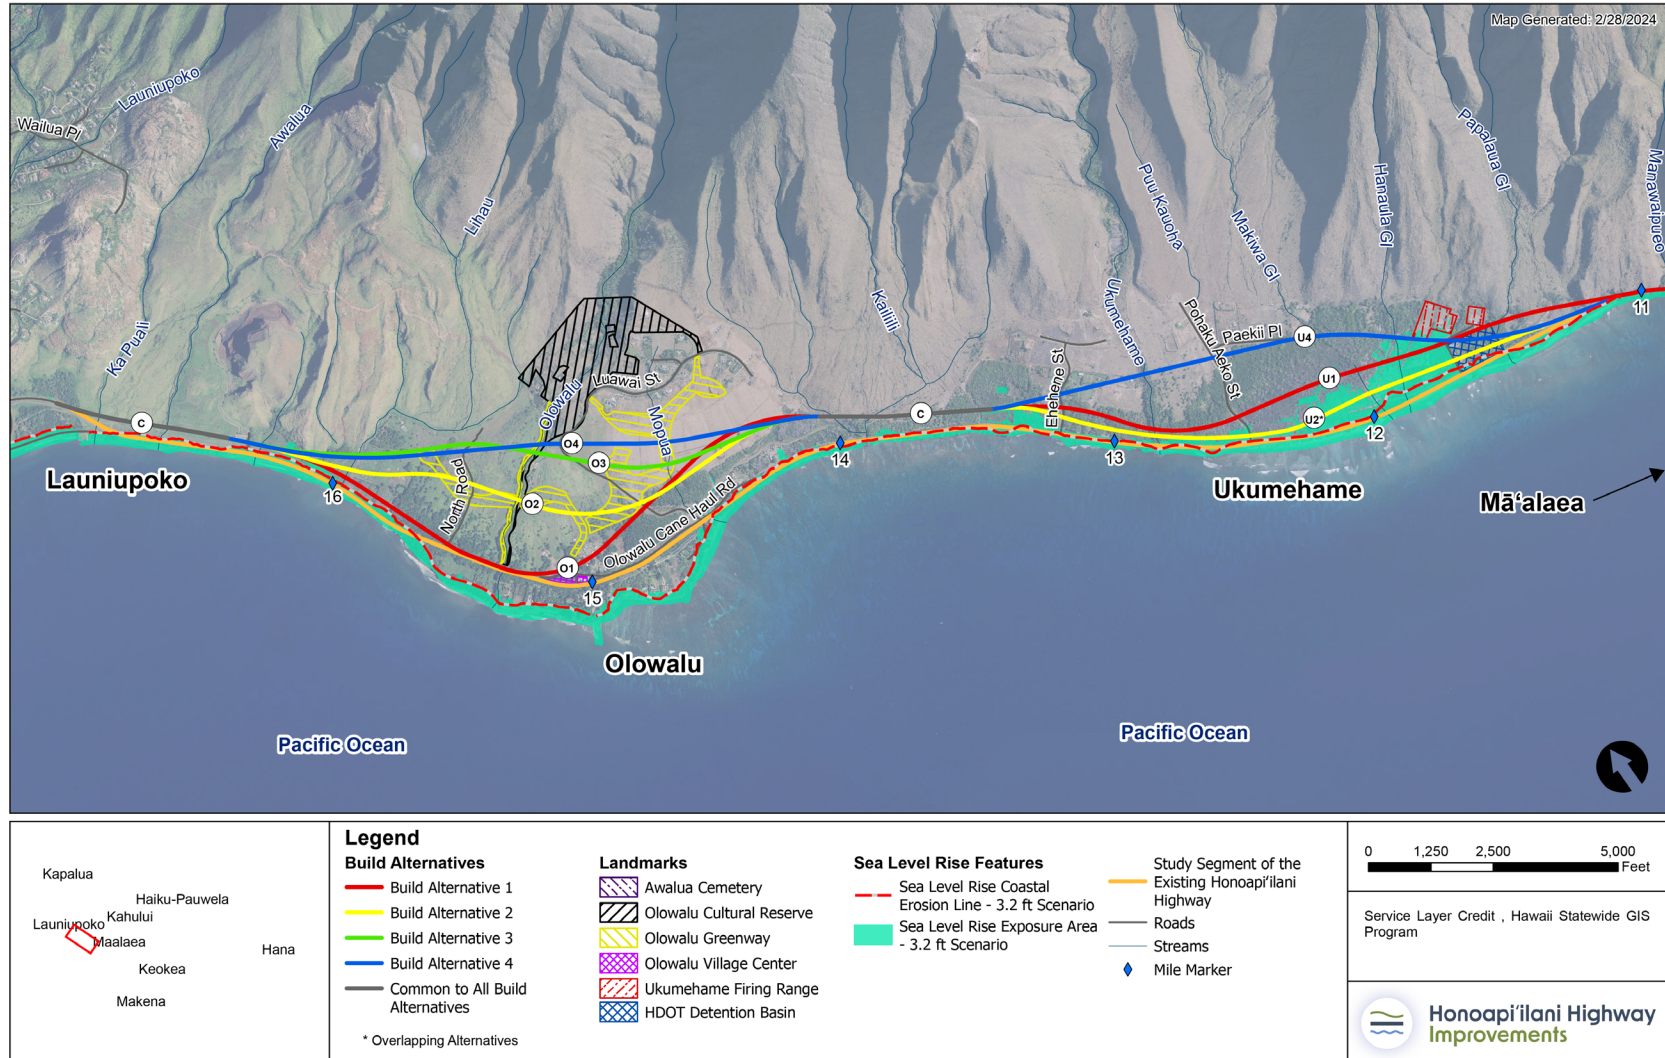 Map Generated: 2/28/2024
Launiupoko
Wailua Pl
Awalua
Lihau
Ka Puali
Kailili
Puu Kauoha
Makiwa Gl
Hanaula Gl
Papalaua Gl
Manawaipueo
Ukumehame
Pohaku Aeko St
Paekii Pl
Ehehene St
Luawai St
Olowalu
Mopua
North Road
Olowalu Cane Haul Rd
C
O4
O3
O2
O1
C
U4
U1
U2*
11
12
13
14
15
16
Launiupoko
Olowalu
Ukumehame
Mā‘alaea
Pacific Ocean
Pacific Ocean
Kapalua
Haiku-Pauwela
Kahului
Launiupoko
Maalaea
Hana
Keokea
Makena
Legend
Build Alternatives
Build Alternative 1
Build Alternative 2
Build Alternative 3
Build Alternative 4
Common to All Build
Alternatives
* Overlapping Alternatives
Landmarks
Awalua Cemetery
Olowalu Cultural Reserve
Olowalu Greenway
Olowalu Village Center
Ukumehame Firing Range
HDOT Detention Basin
Sea Level Rise Features
Sea Level Rise Coastal
Erosion Line - 3.2 ft Scenario
Sea Level Rise Exposure Area
- 3.2 ft Scenario
Study Segment of the
Existing Honoapi‘ilani
Highway
Roads
Streams
Mile Marker
0 1,250 2,500 5,000
Feet
Service Layer Credit , Hawaii Statewide GIS
Program
Honoapi‘ilani Highway
Improvements